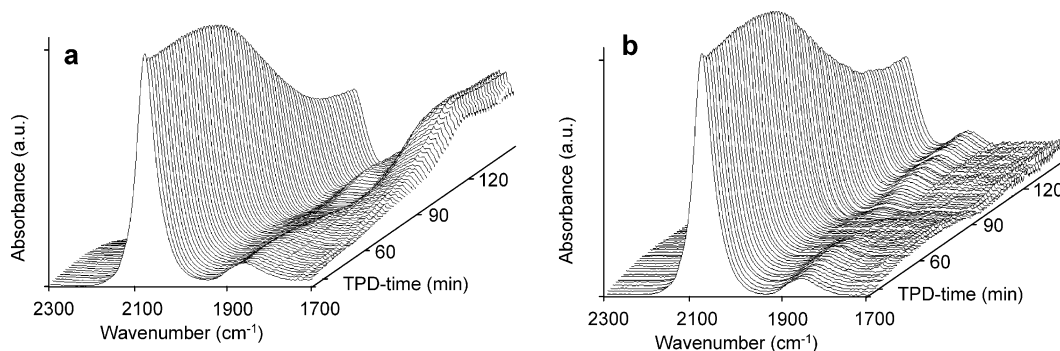 a
Absorbance (a.u.)
120
90
60
TPD-time (min)
2300 2100 1900 1700
Wavenumber (cm⁻¹)
b
Absorbance (a.u.)
120
90
60
TPD-time (min)
2300 2100 1900 1700
Wavenumber (cm⁻¹)